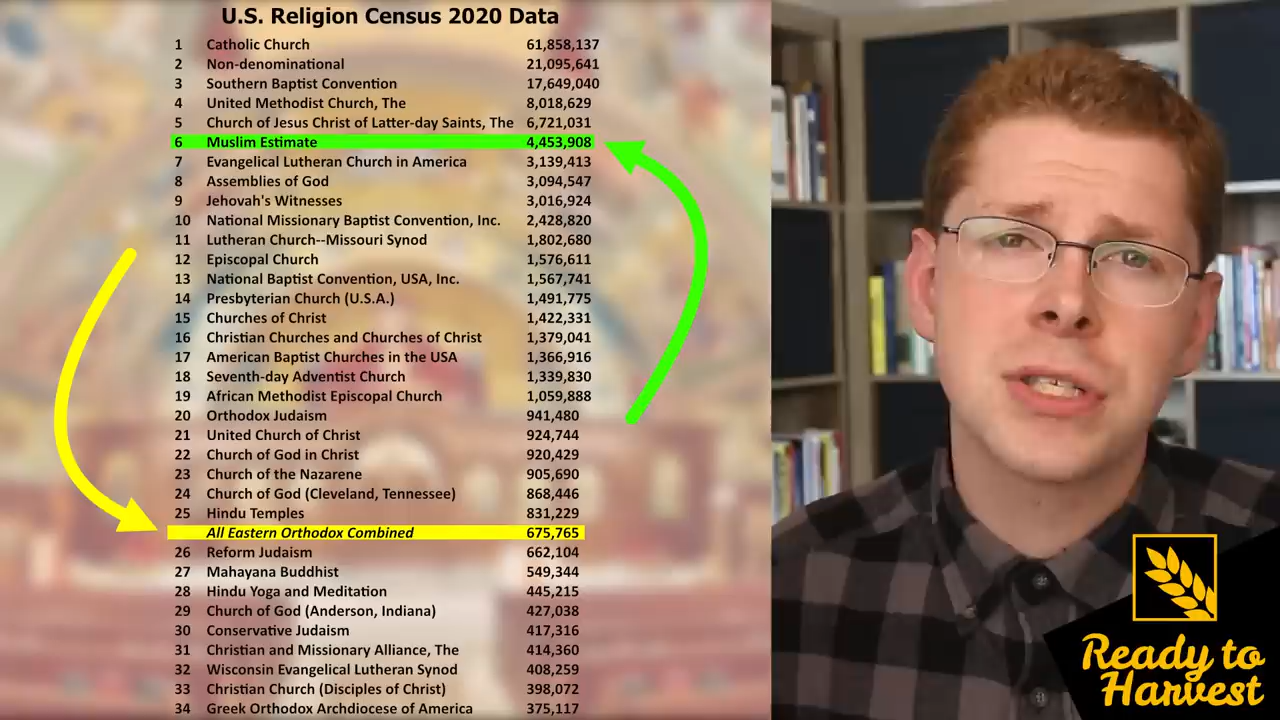 U.S. Religion Census 2020 Data
1 Catholic Church 61,858,137
2 Non-denominational 21,095,641
3 Southern Baptist Convention 17,649,040
4 United Methodist Church, The 8,018,629
5 Church of Jesus Christ of Latter-day Saints, The 6,721,031
6 Muslim Estimate 4,453,908
7 Evangelical Lutheran Church in America 3,139,413
8 Assemblies of God 3,094,547
9 Jehovah's Witnesses 3,016,924
10 National Missionary Baptist Convention, Inc. 2,428,820
11 Lutheran Church--Missouri Synod 1,802,680
12 Episcopal Church 1,576,611
13 National Baptist Convention, USA, Inc. 1,567,741
14 Presbyterian Church (U.S.A.) 1,491,775
15 Churches of Christ 1,422,331
16 Christian Churches and Churches of Christ 1,379,041
17 American Baptist Churches in the USA 1,366,916
18 Seventh-day Adventist Church 1,339,830
19 African Methodist Episcopal Church 1,059,888
20 Orthodox Judaism 941,480
21 United Church of Christ 924,744
22 Church of God in Christ 920,429
23 Church of the Nazarene 905,690
24 Church of God (Cleveland, Tennessee) 868,446
25 Hindu Temples 831,229
All Eastern Orthodox Combined 675,765
26 Reform Judaism 662,104
27 Mahayana Buddhist 549,344
28 Hindu Yoga and Meditation 445,215
29 Church of God (Anderson, Indiana) 427,038
30 Conservative Judaism 417,316
31 Christian and Missionary Alliance, The 414,360
32 Wisconsin Evangelical Lutheran Synod 408,259
33 Christian Church (Disciples of Christ) 398,072
34 Greek Orthodox Archdiocese of America 375,117
Ready to
Harvest